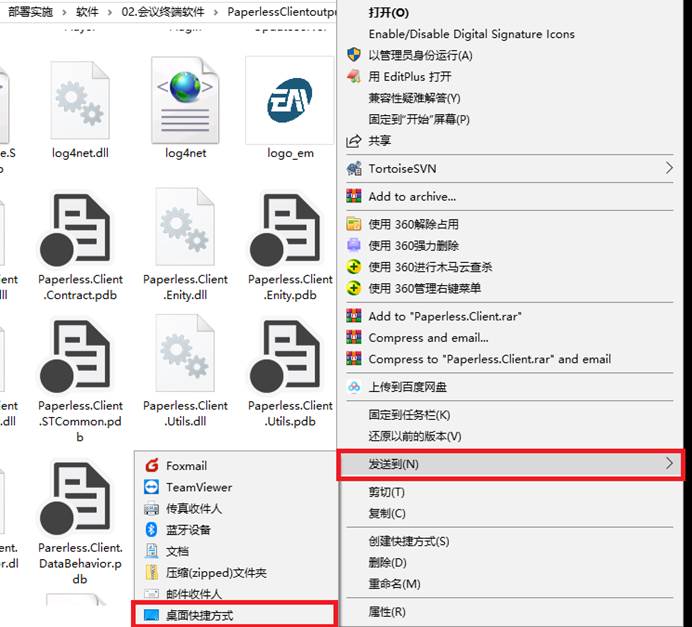 部署实施 › 软件 › 02.会议终端软件 › PaperlessClientoutpu
log4net.dll
log4net
logo_em
Paperless.Client
.Contract.pdb
Paperless.Client
.Enity.dll
Paperless.Client
.Enity.pdb
Paperless.Client
.STCommon.pd
b
Paperless.Client
.Utils.dll
Paperless.Client
.Utils.pdb
Parerless.Client.
DataBehavior.p
db
打开(O)
Enable/Disable Digital Signature Icons
以管理员身份运行(A)
用 EditPlus 打开
兼容性疑难解答(Y)
固定到"开始"屏幕(P)
共享
TortoiseSVN
Add to archive...
使用 360解除占用
使用 360强力删除
使用 360进行木马云查杀
使用 360管理右键菜单
Add to "Paperless.Client.rar"
Compress and email...
Compress to "Paperless.Client.rar" and email
上传到百度网盘
固定到任务栏(K)
还原以前的版本(V)
发送到(N)
剪切(T)
复制(C)
创建快捷方式(S)
删除(D)
重命名(M)
属性(R)
Foxmail
TeamViewer
传真收件人
蓝牙设备
文档
压缩(zipped)文件夹
邮件收件人
桌面快捷方式